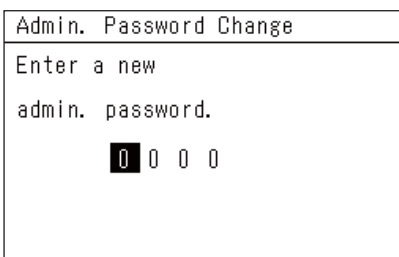 Admin. Password Change
Enter a new
admin. password.
0 0 0 0